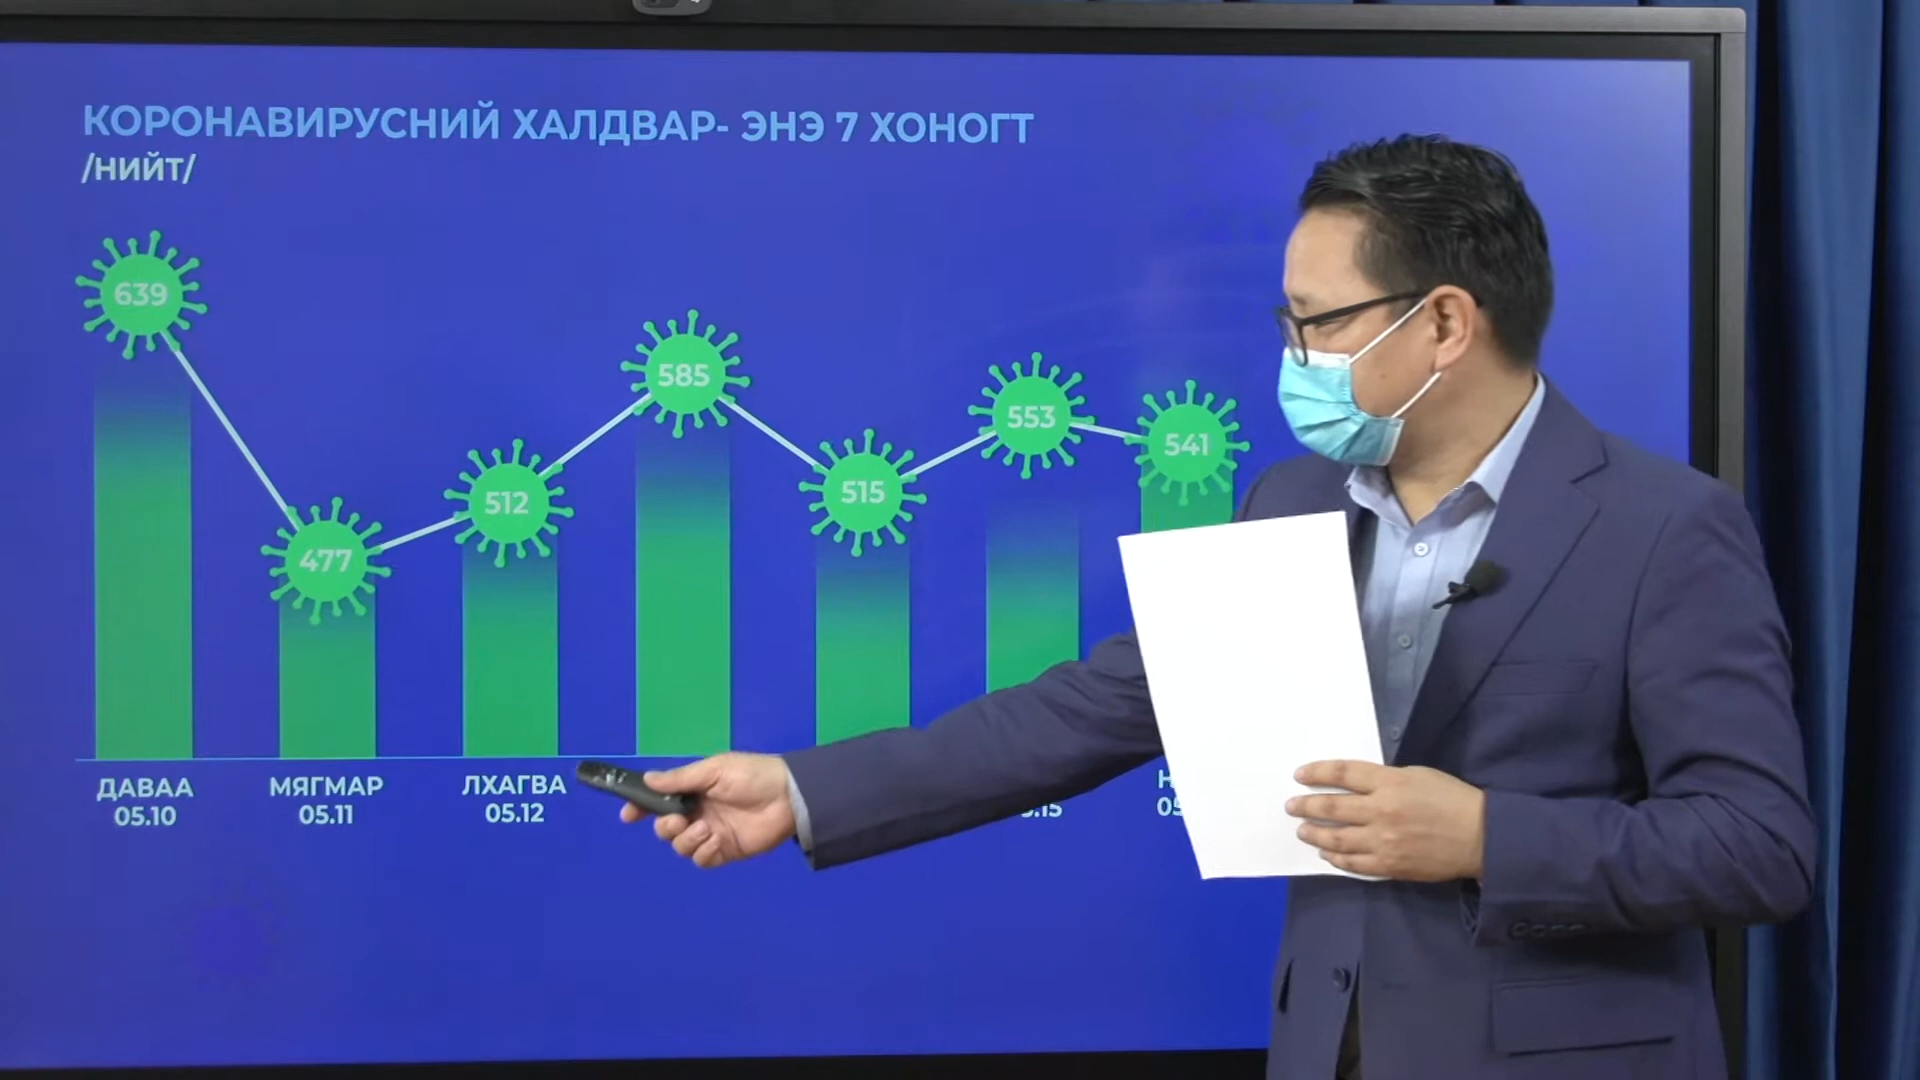 КОРОНАВИРУСНИЙ ХАЛДВАР- ЭНЭ 7 ХОНОГТ
/НИЙТ/
639
477
512
585
515
553
541
ДАВАА
05.10
МЯГМАР
05.11
ЛХАГВА
05.12